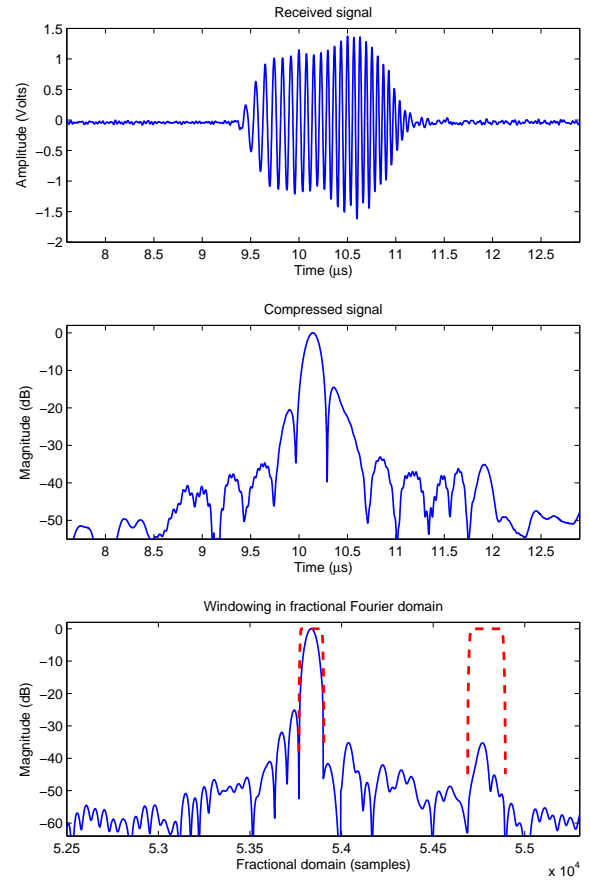 Received signal
1.5
1
0.5
0
−0.5
−1
−1.5
−2
Amplitude (Volts)
8 8.5 9 9.5 10 10.5 11 11.5 12 12.5
Time (μs)
Compressed signal
0
−10
−20
−30
−40
−50
Magnitude (dB)
8 8.5 9 9.5 10 10.5 11 11.5 12 12.5
Time (μs)
Windowing in fractional Fourier domain
0
−10
−20
−30
−40
−50
−60
Magnitude (dB)
5.25 5.3 5.35 5.4 5.45 5.5
Fractional domain (samples)
x 10⁴